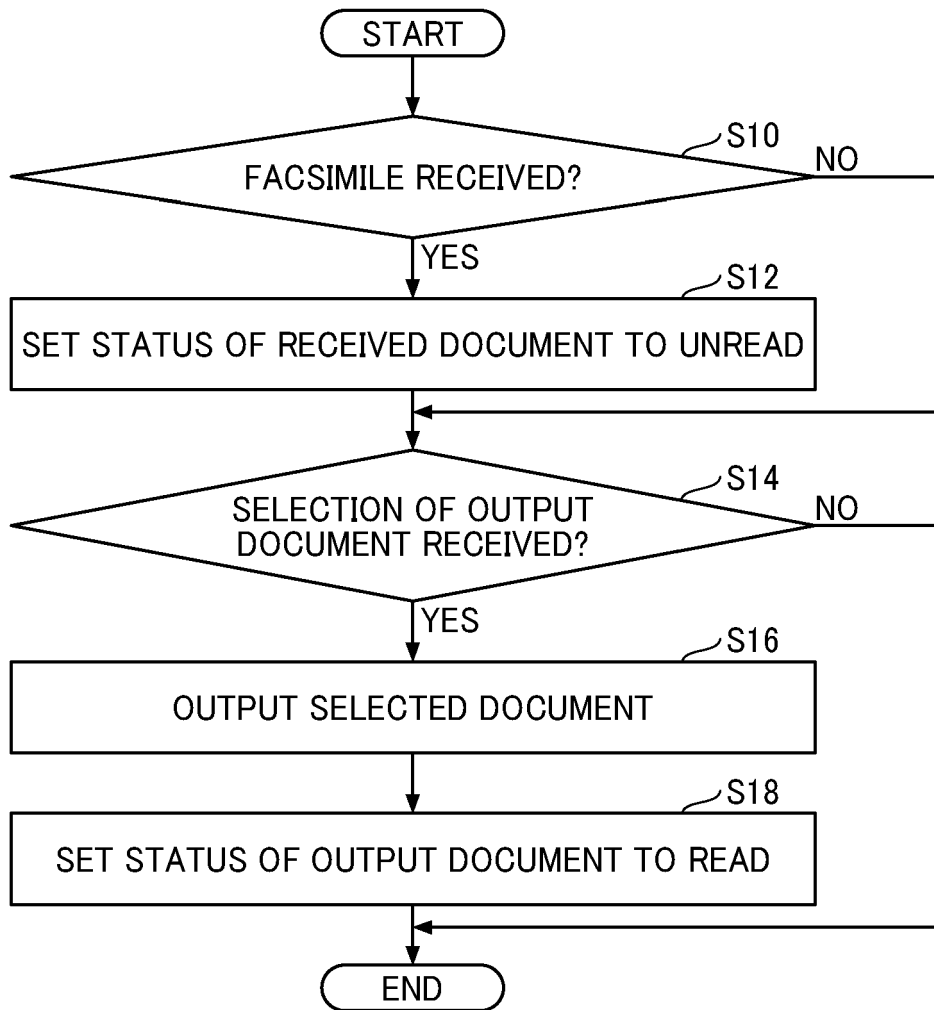 START
S10
FACSIMILE RECEIVED?
NO
YES
S12
SET STATUS OF RECEIVED DOCUMENT TO UNREAD
S14
SELECTION OF OUTPUT
DOCUMENT RECEIVED?
NO
YES
S16
OUTPUT SELECTED DOCUMENT
S18
SET STATUS OF OUTPUT DOCUMENT TO READ
END